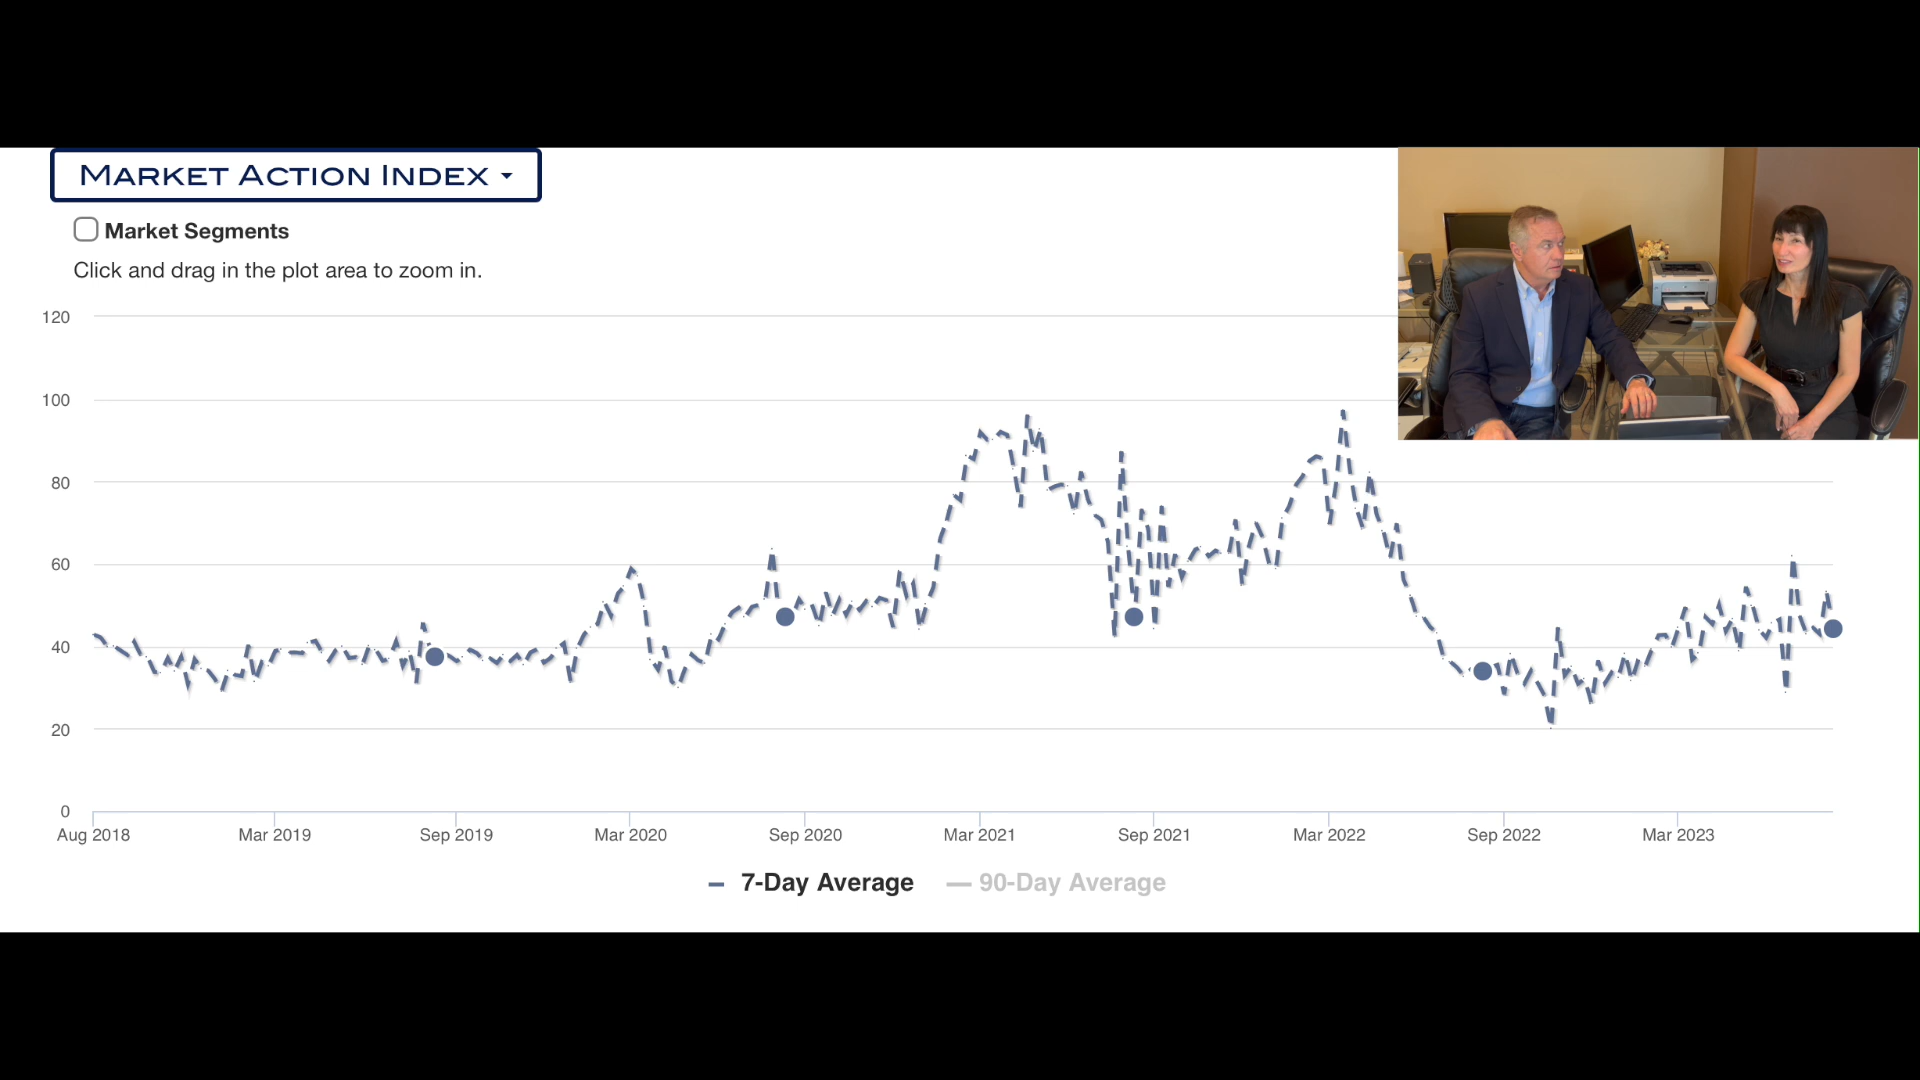 MARKET ACTION INDEX
Market Segments
Click and drag in the plot area to zoom in.
120
100
80
60
40
20
0
Aug 2018 Mar 2019 Sep 2019 Mar 2020 Sep 2020 Mar 2021 Sep 2021 Mar 2022 Sep 2022 Mar 2023
7-Day Average 90-Day Average